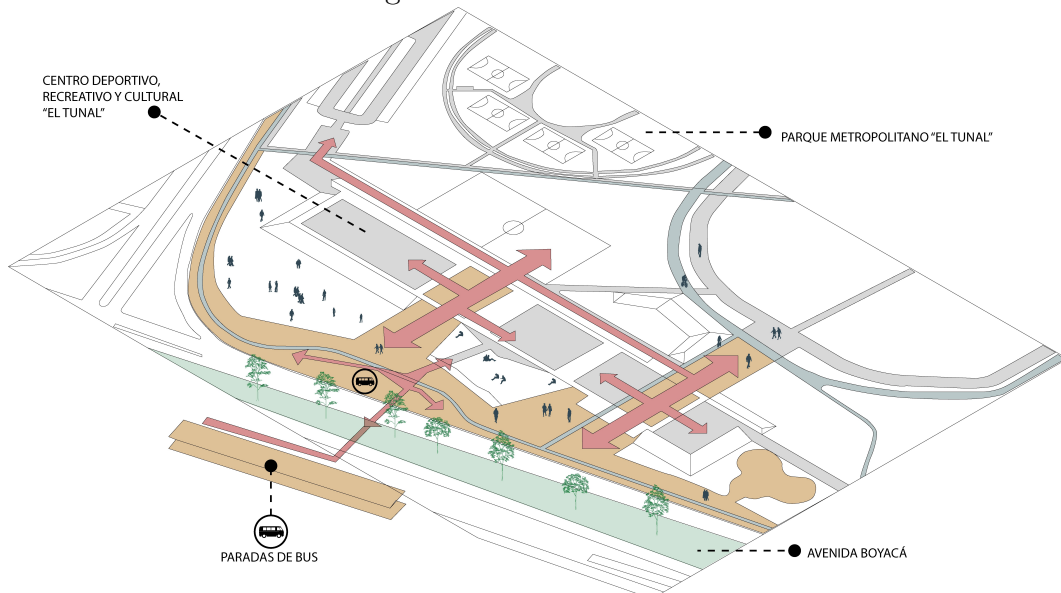 CENTRO DEPORTIVO,
RECREATIVO Y CULTURAL
“EL TUNAL”
PARQUE METROPOLITANO “EL TUNAL”
PARADAS DE BUS
AVENIDA BOYACÁ